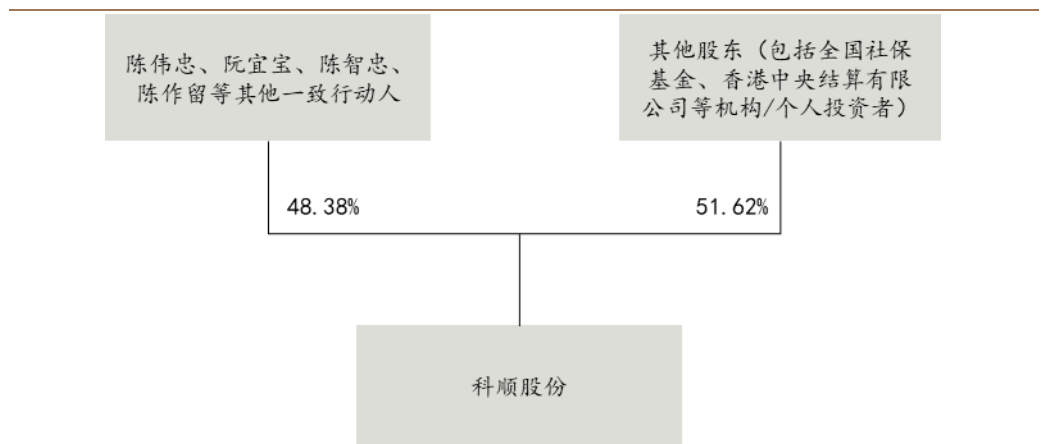 陈伟忠、阮宜宝、陈智忠、
陈作留等其他一致行动人
其他股东（包括全国社保
基金、香港中央结算有限
公司等机构/个人投资者）
48.38%
51.62%
科顺股份